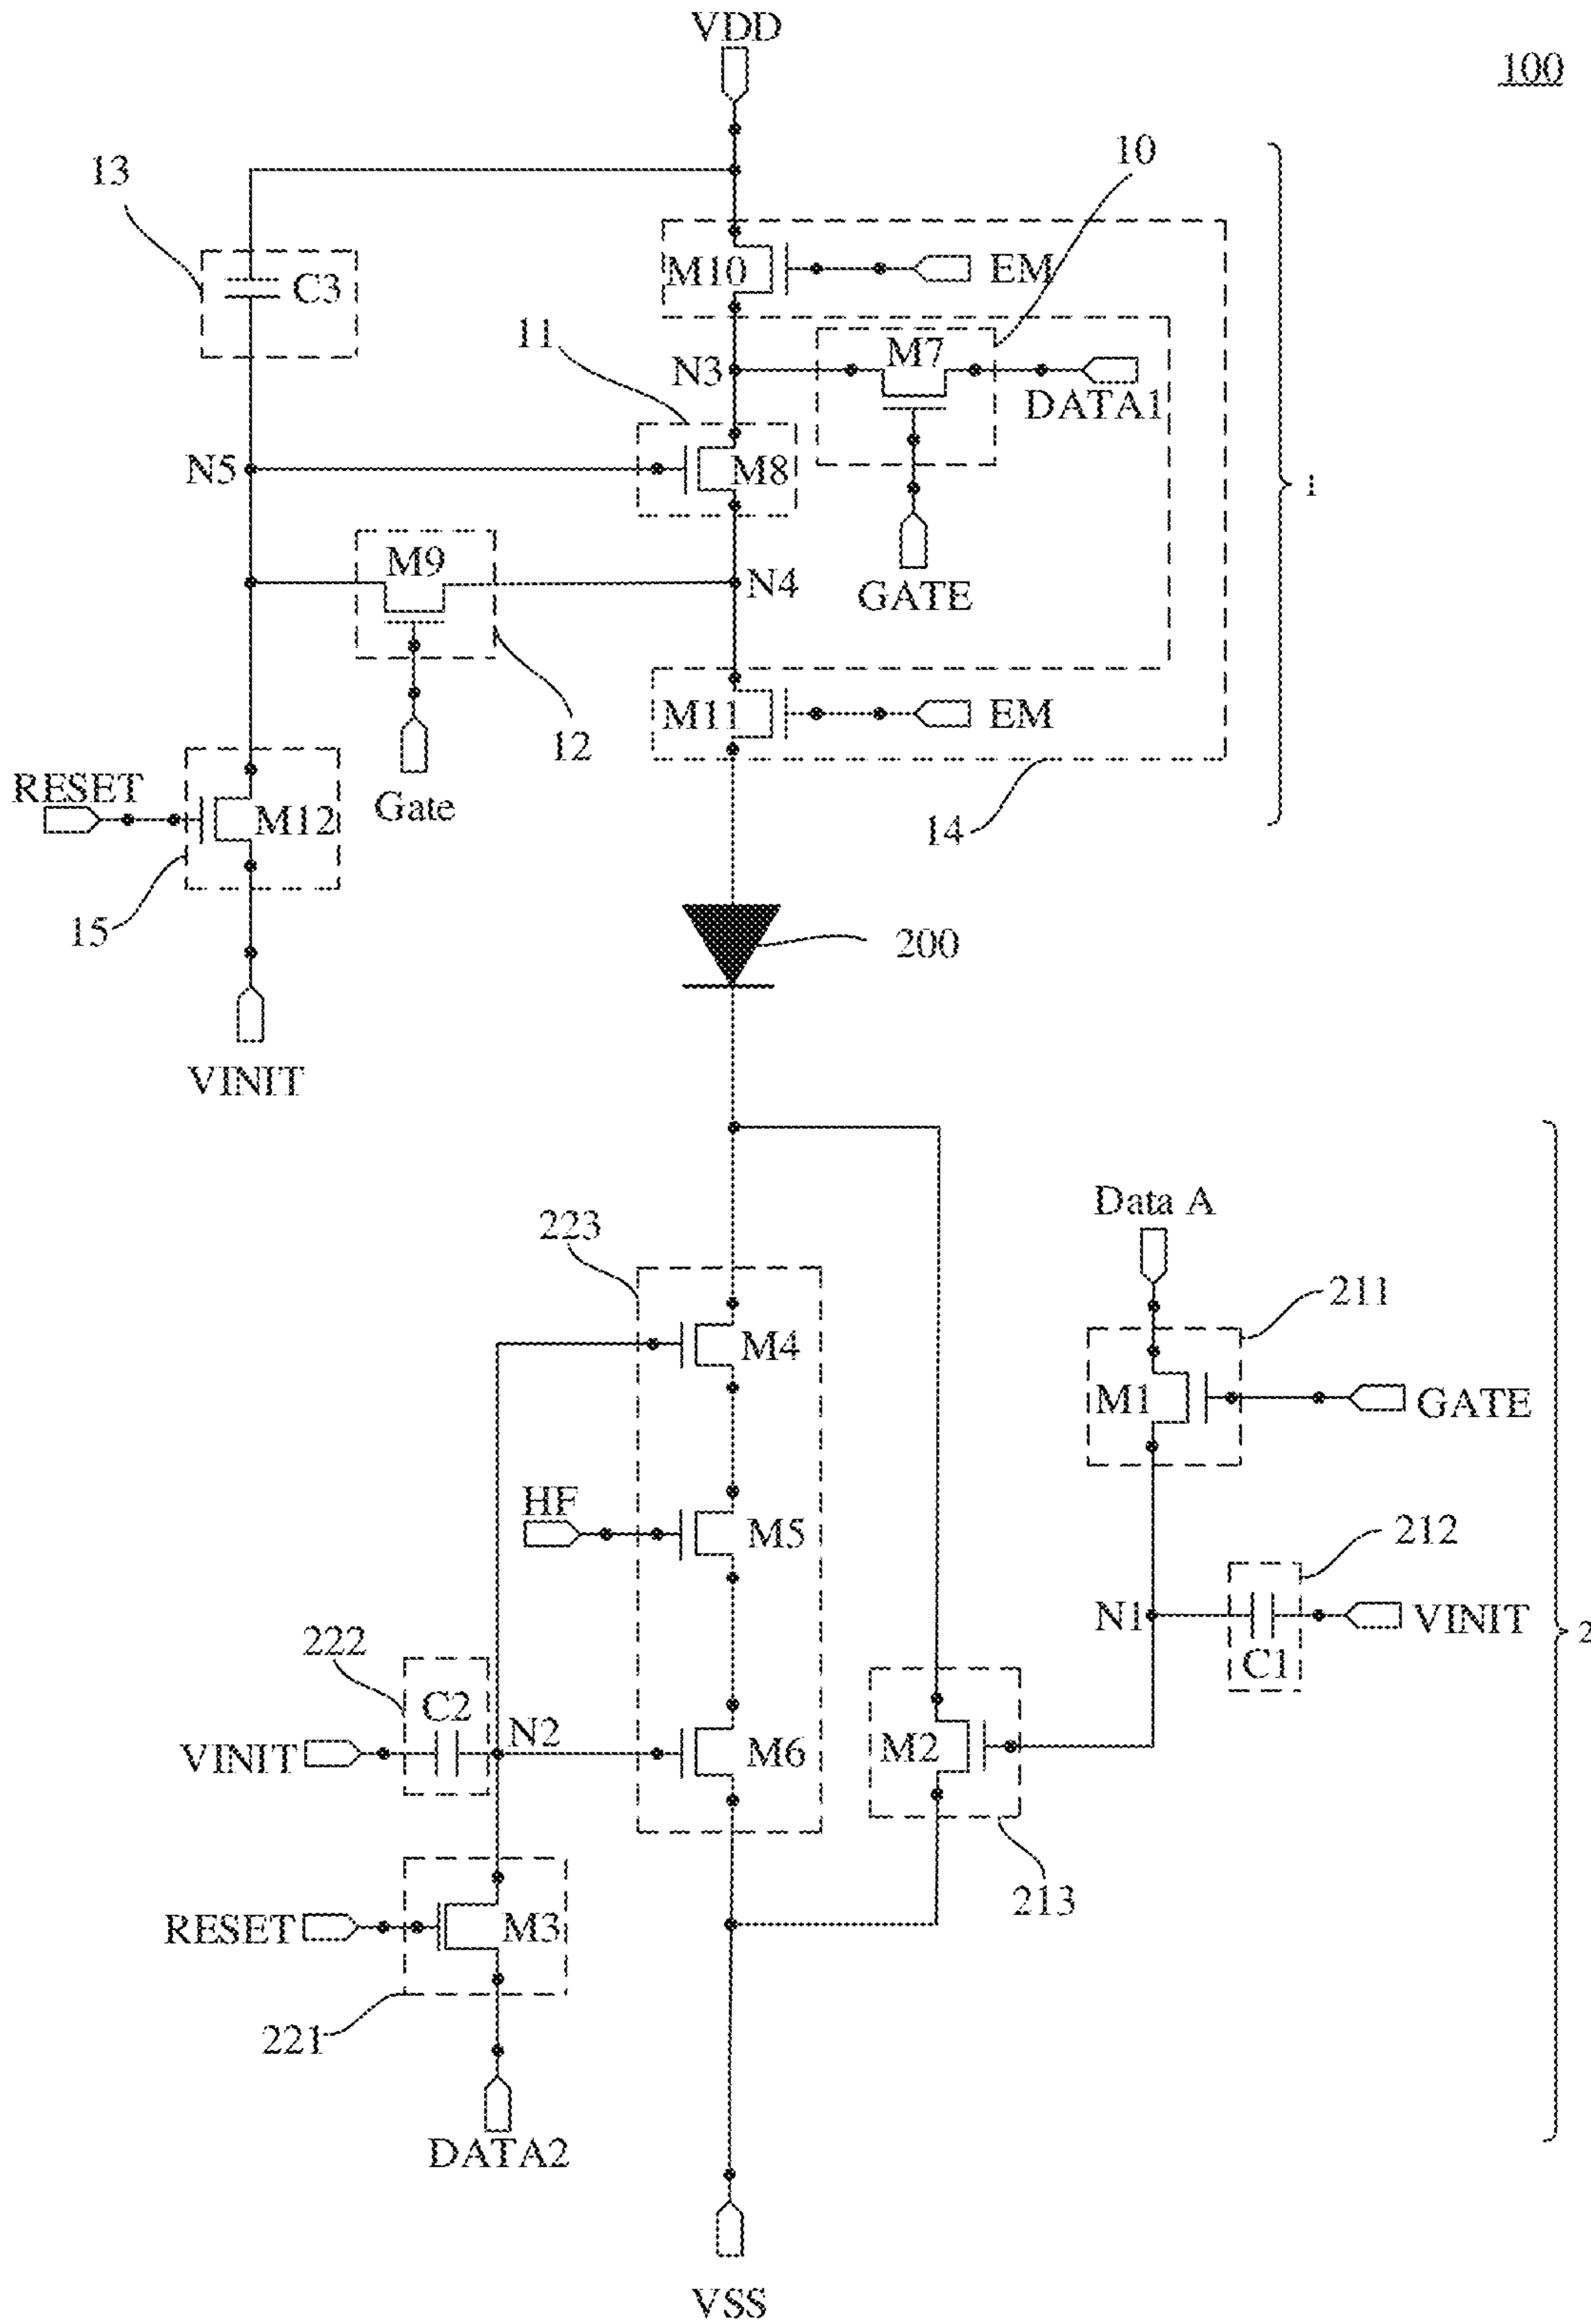 VDD
100
10
13
M10
EM
C3
11
M7
N3
DATA1
N5
M8
1
M9
N4
GATE
M11
EM
12
RESET
M12
Gate
14
15
200
VINIT
Data A
223
211
M4
M1
GATE
HF
M5
212
N1
VINIT
2
222
C1
C2
N2
VINIT
M6
M2
213
RESET
M3
221
DATA2
VSS